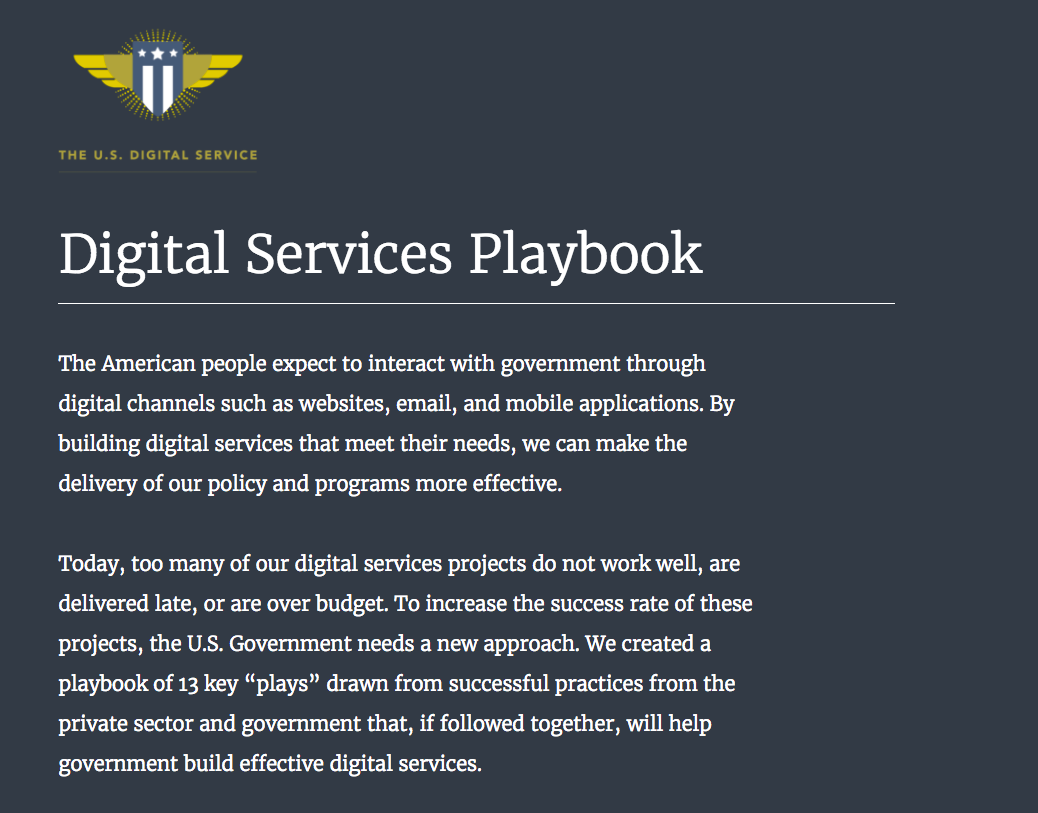 THE U.S. DIGITAL SERVICE
Digital Services Playbook
The American people expect to interact with government through
digital channels such as websites, email, and mobile applications. By
building digital services that meet their needs, we can make the
delivery of our policy and programs more effective.
Today, too many of our digital services projects do not work well, are
delivered late, or are over budget. To increase the success rate of these
projects, the U.S. Government needs a new approach. We created a
playbook of 13 key “plays” drawn from successful practices from the
private sector and government that, if followed together, will help
government build effective digital services.